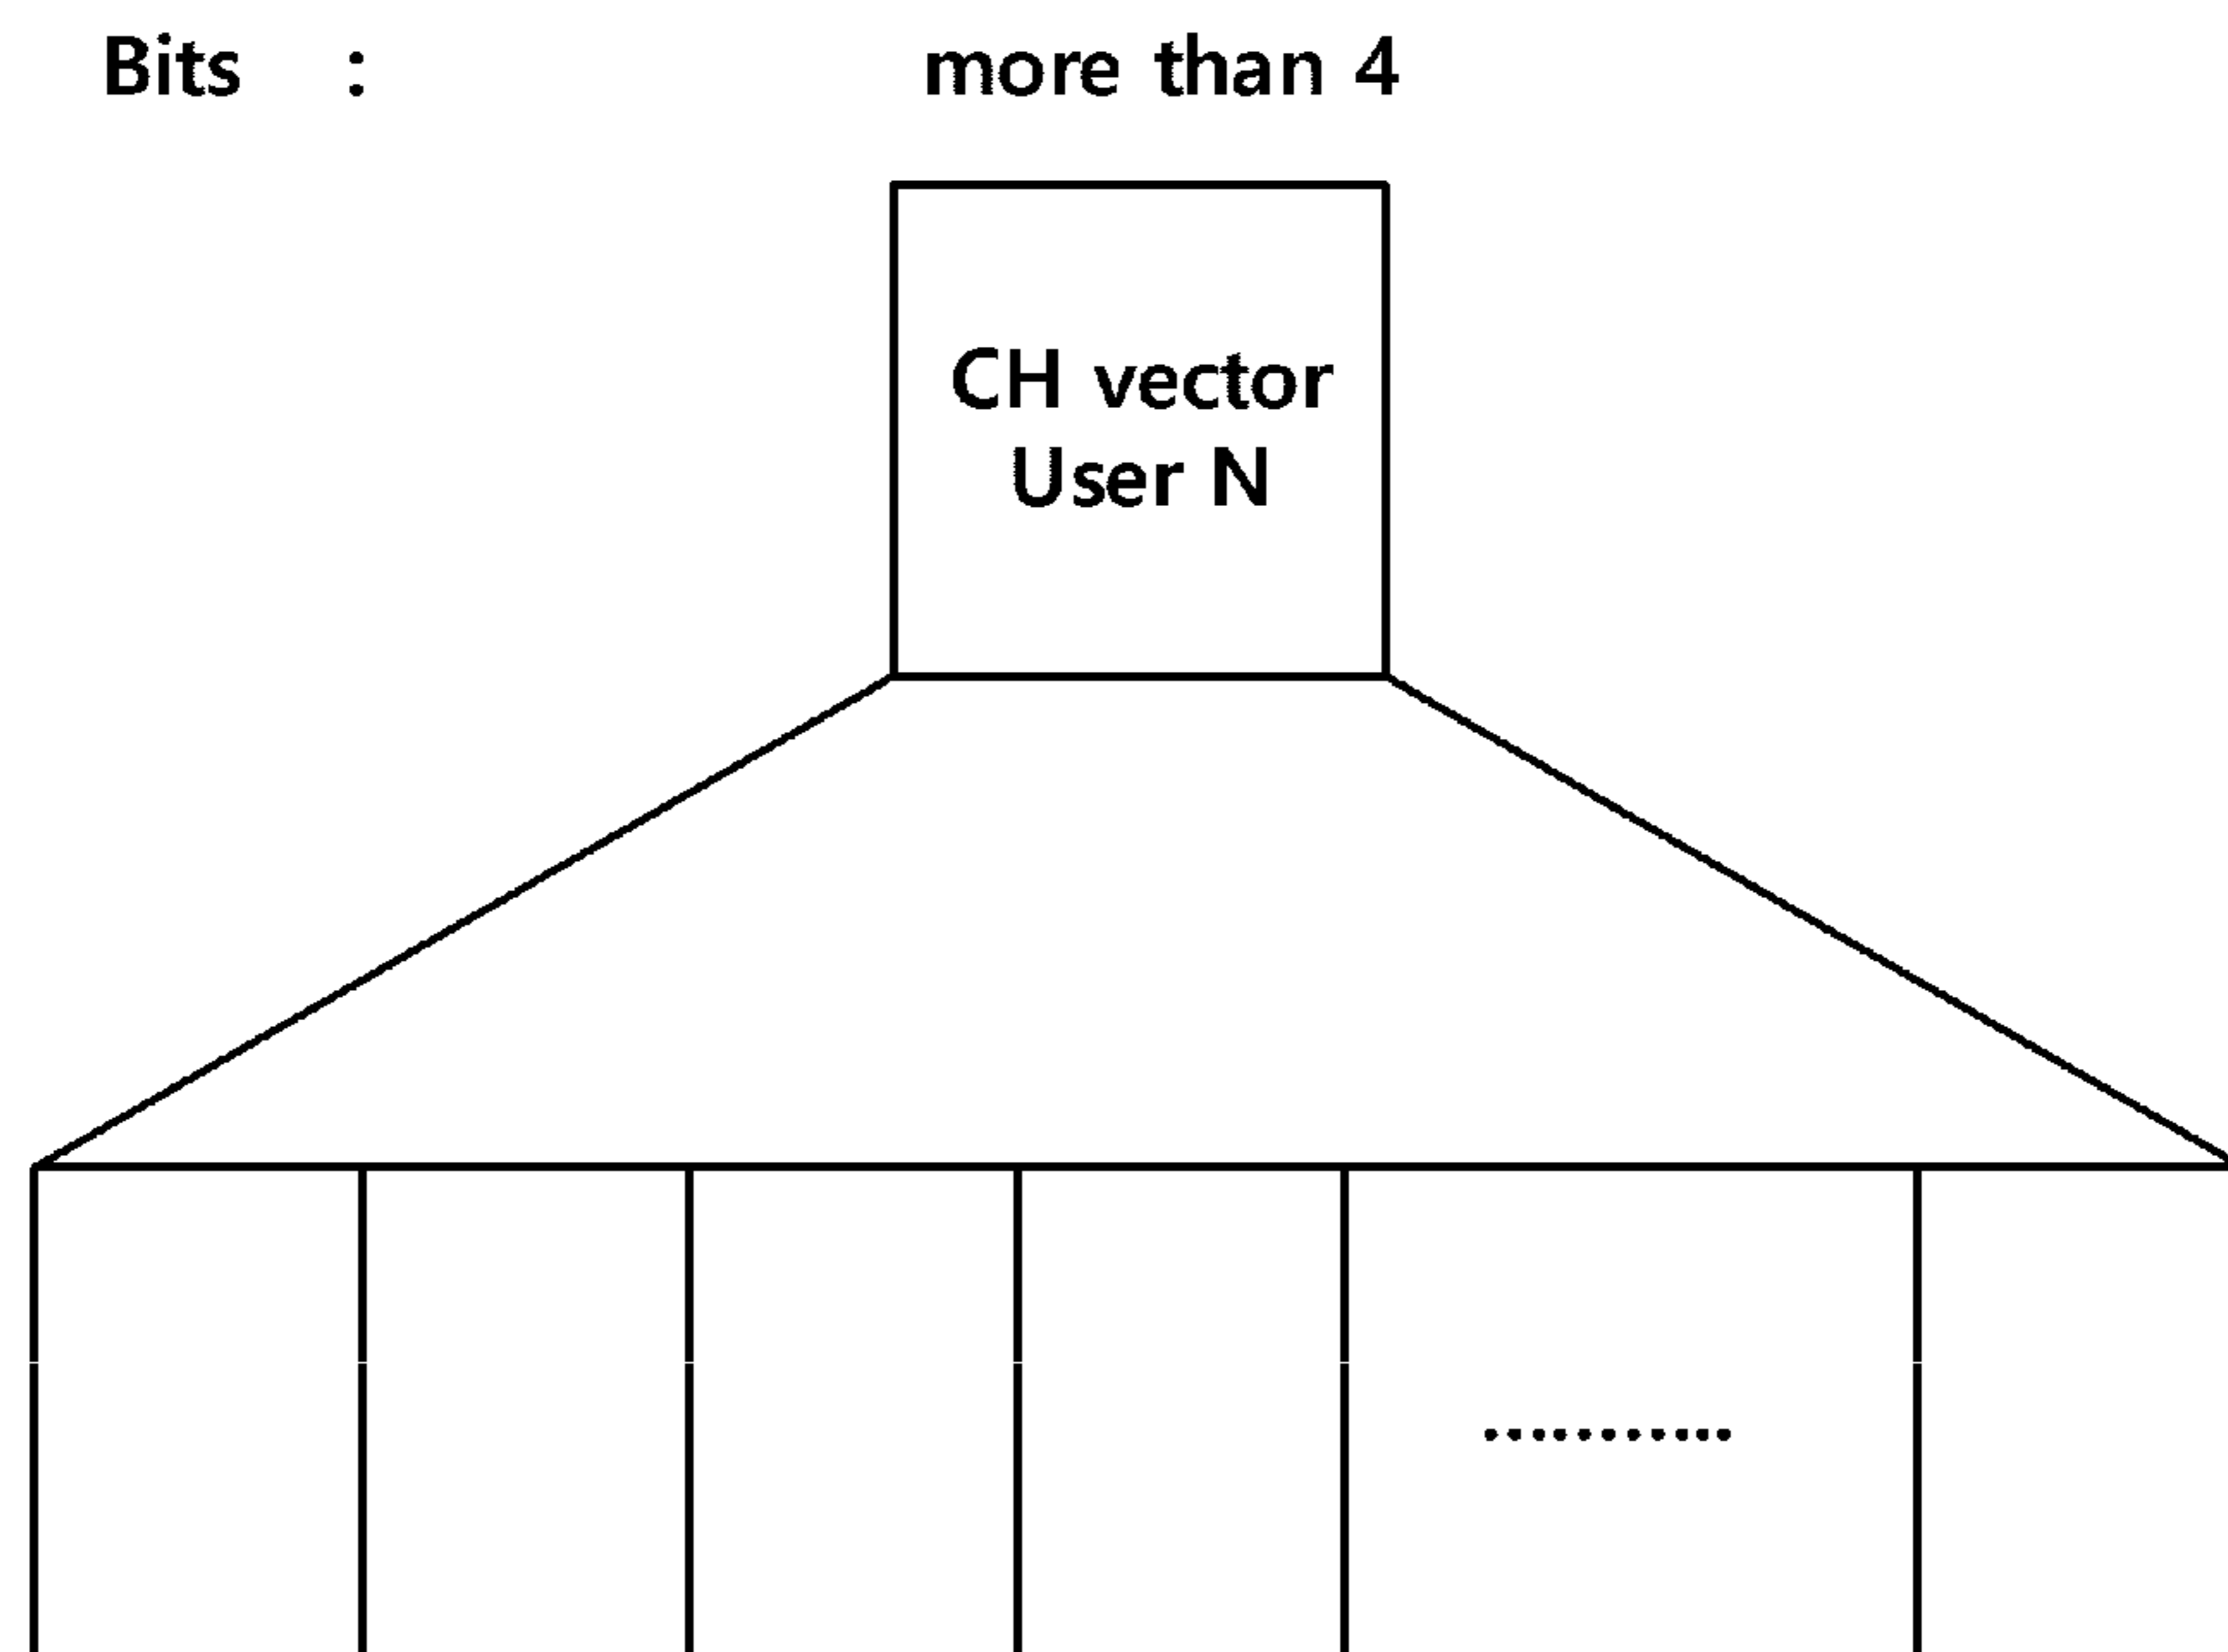 Bits : more than 4
CH vector
User N
...........